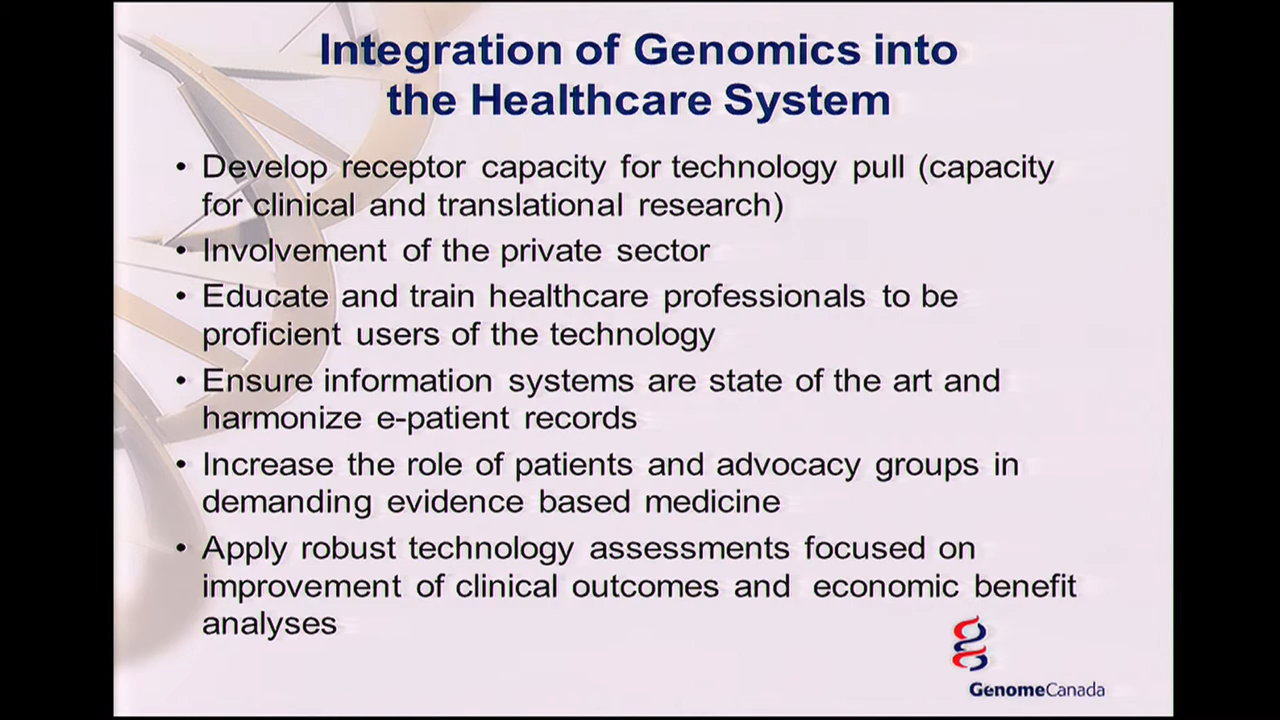 Integration of Genomics into
the Healthcare System
• Develop receptor capacity for technology pull (capacity
for clinical and translational research)
• Involvement of the private sector
• Educate and train healthcare professionals to be
proficient users of the technology
• Ensure information systems are state of the art and
harmonize e-patient records
• Increase the role of patients and advocacy groups in
demanding evidence based medicine
• Apply robust technology assessments focused on
improvement of clinical outcomes and economic benefit
analyses
GenomeCanada